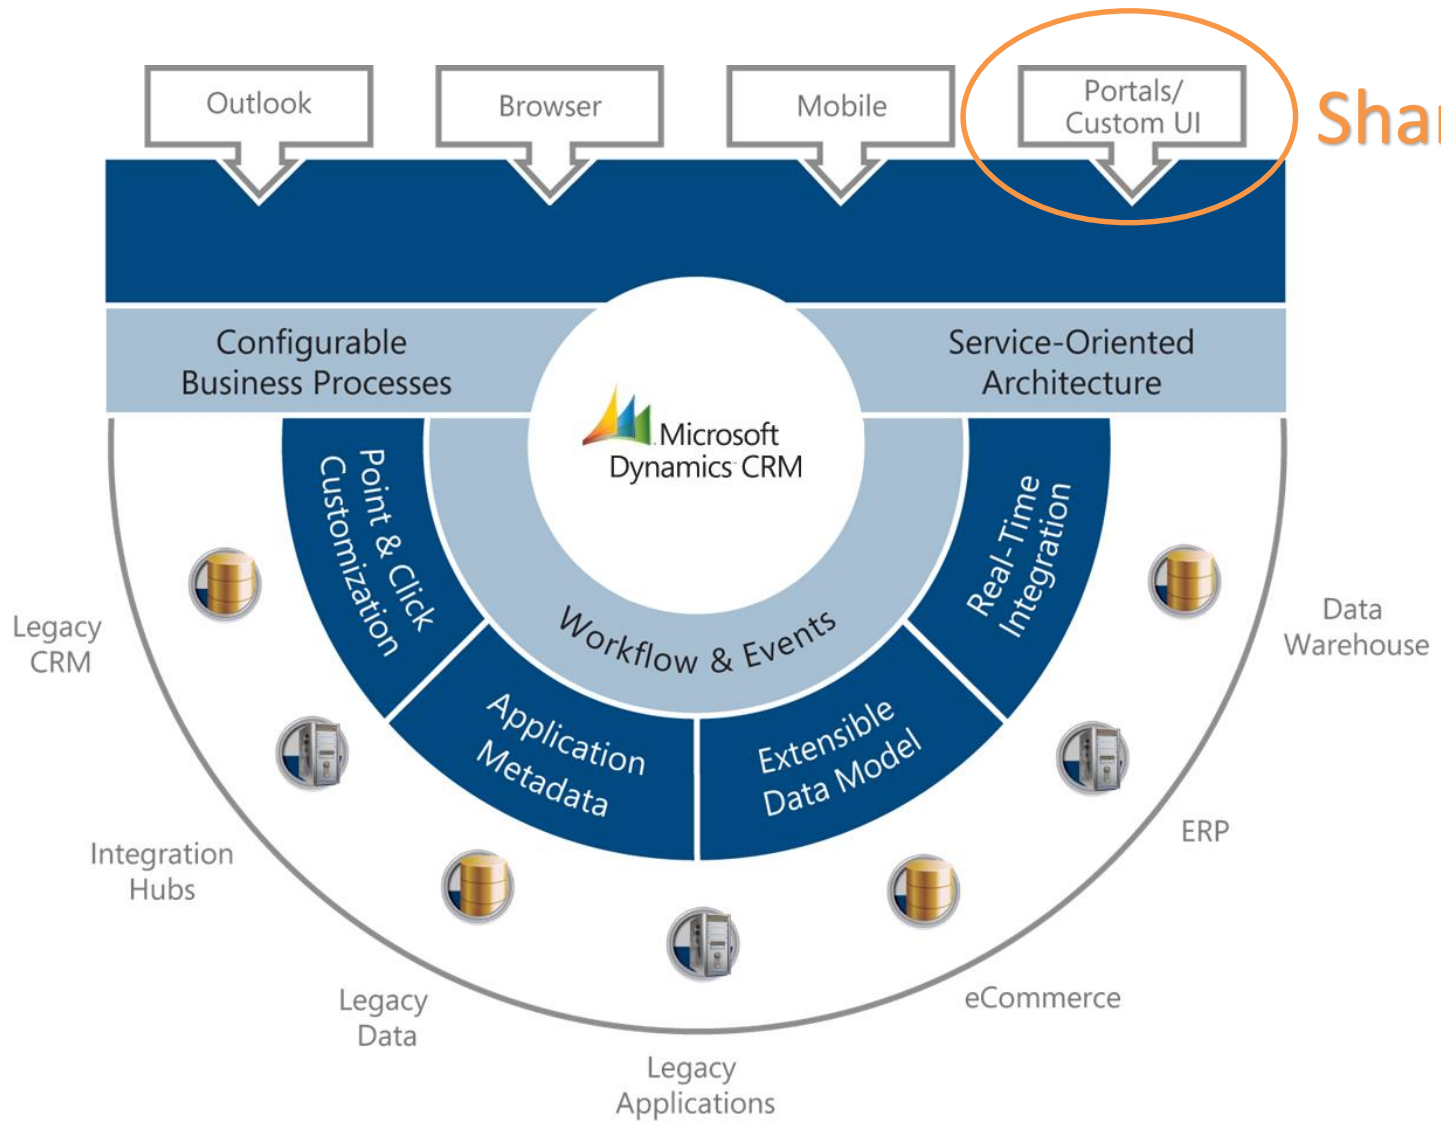 Outlook
Browser
Mobile
Portals/
Custom UI
Configurable
Business Processes
Service-Oriented
Architecture
Microsoft
Dynamics CRM
Point & Click
Customization
Real-Time
Integration
Workflow & Events
Application
Metadata
Extensible
Data Model
Legacy
CRM
Data
Warehouse
Integration
Hubs
ERP
Legacy
Data
eCommerce
Legacy
Applications